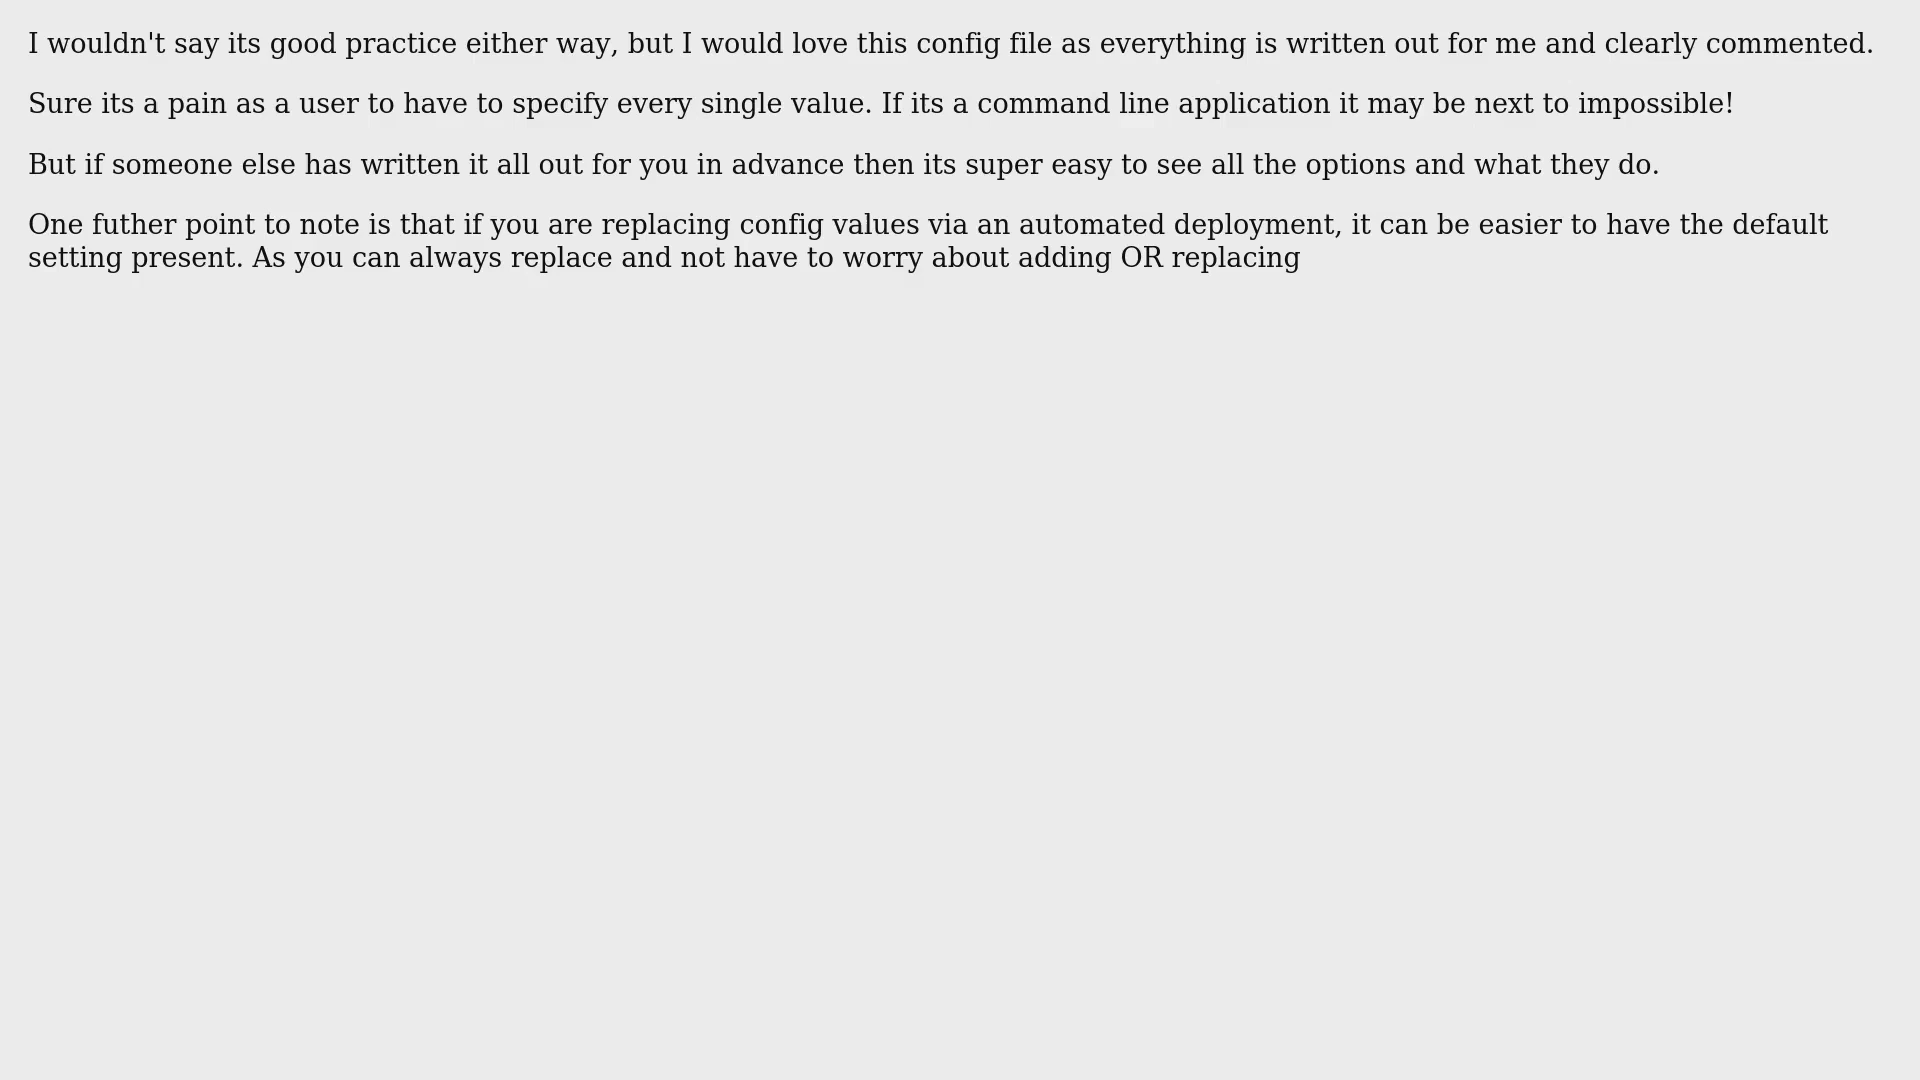 I wouldn't say its good practice either way, but I would love this config file as everything is written out for me and clearly commented.
Sure its a pain as a user to have to specify every single value. If its a command line application it may be next to impossible!
But if someone else has written it all out for you in advance then its super easy to see all the options and what they do.
One futher point to note is that if you are replacing config values via an automated deployment, it can be easier to have the default
setting present. As you can always replace and not have to worry about adding OR replacing